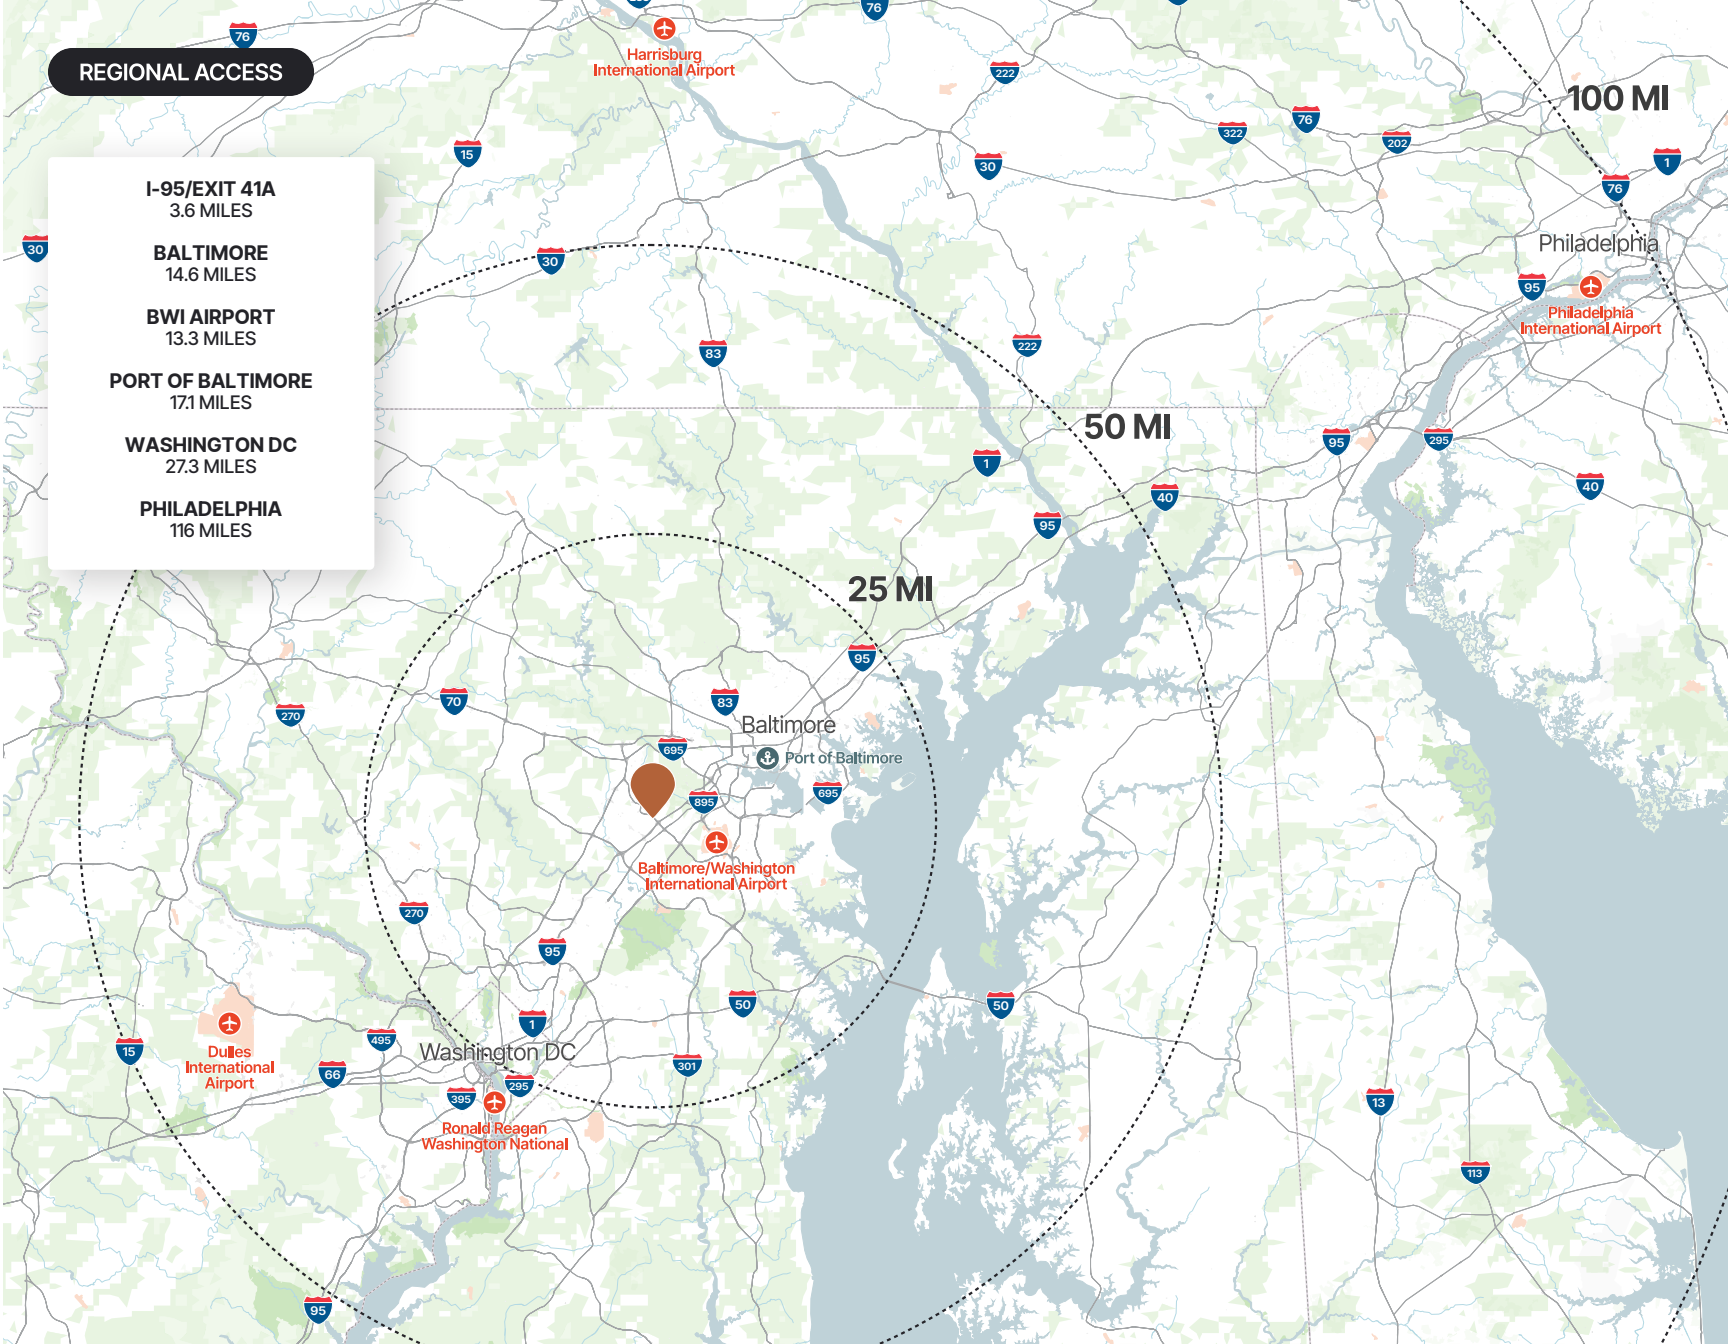 REGIONAL ACCESS
I-95/EXIT 41A
3.6 MILES
BALTIMORE
14.6 MILES
BWI AIRPORT
13.3 MILES
PORT OF BALTIMORE
17.1 MILES
WASHINGTON DC
27.3 MILES
PHILADELPHIA
116 MILES
76
76
Harrisburg
International Airport
222
100 MI
15
30
322
76
202
1
76
30
30
Philadelphia
95
Philadelphia
International Airport
83
222
50 MI
1
95
295
40
40
95
25 MI
95
70
83
270
Baltimore
695
Port of Baltimore
895
695
Baltimore/Washington
International Airport
270
95
50
50
1
Dulles
International
Airport
15
495
66
Washington DC
301
395
295
Ronald Reagan
Washington National
13
113
95